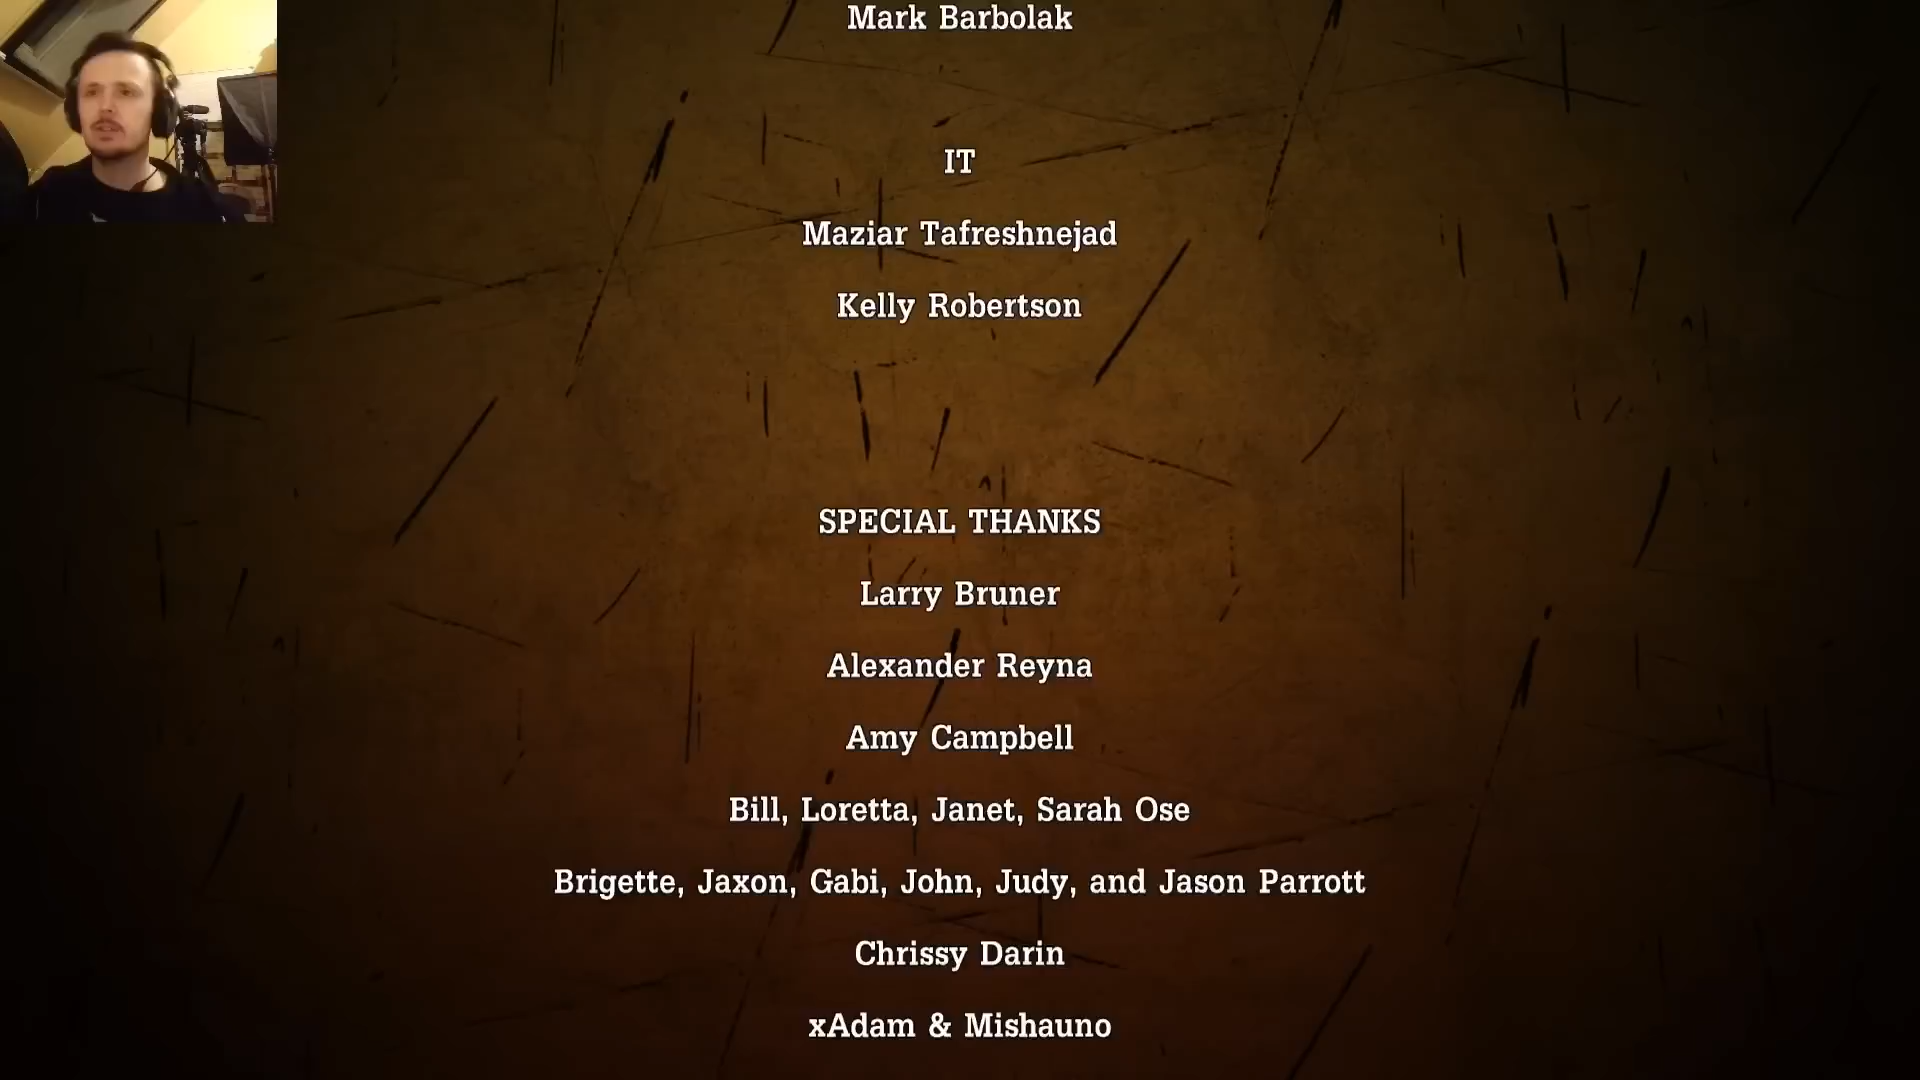 Mark Barbolak
IT
Maziar Tafreshnejad
Kelly Robertson
SPECIAL THANKS
Larry Bruner
Alexander Reyna
Amy Campbell
Bill, Loretta, Janet, Sarah Ose
Brigette, Jaxon, Gabi, John, Judy, and Jason Parrott
Chrissy Darin
xAdam & Mishauno